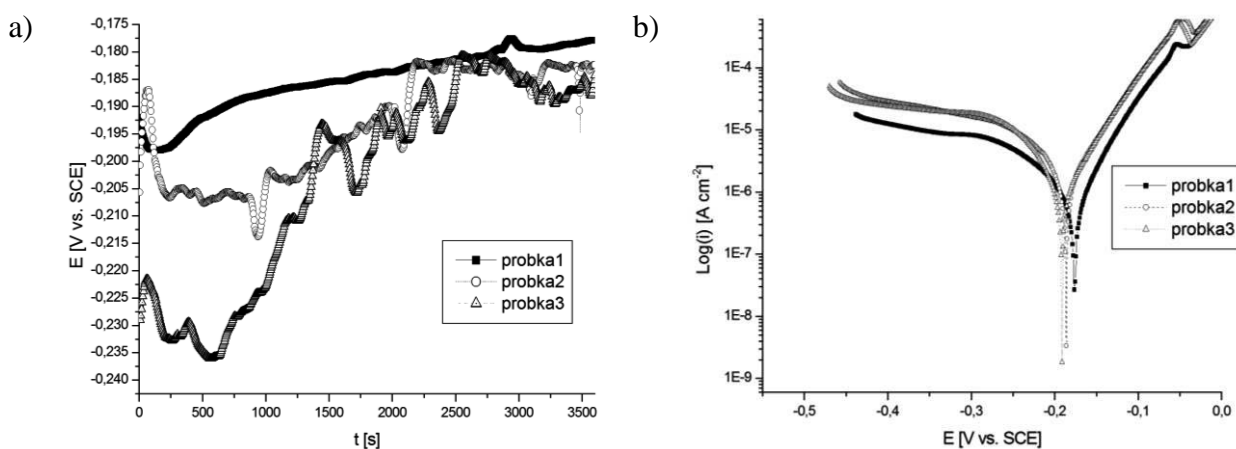 a)
-0,175
-0,180
-0,185
-0,190
-0,195
-0,200
-0,205
-0,210
-0,215
-0,220
-0,225
-0,230
-0,235
-0,240
E [V vs. SCE]
probka1
probka2
probka3
0 500 1000 1500 2000 2500 3000 3500
t [s]
b)
1E-4
1E-5
1E-6
1E-7
1E-8
1E-9
Log(i) [A cm⁻²]
probka1
probka2
probka3
-0,5 -0,4 -0,3 -0,2 -0,1 0,0
E [V vs. SCE]